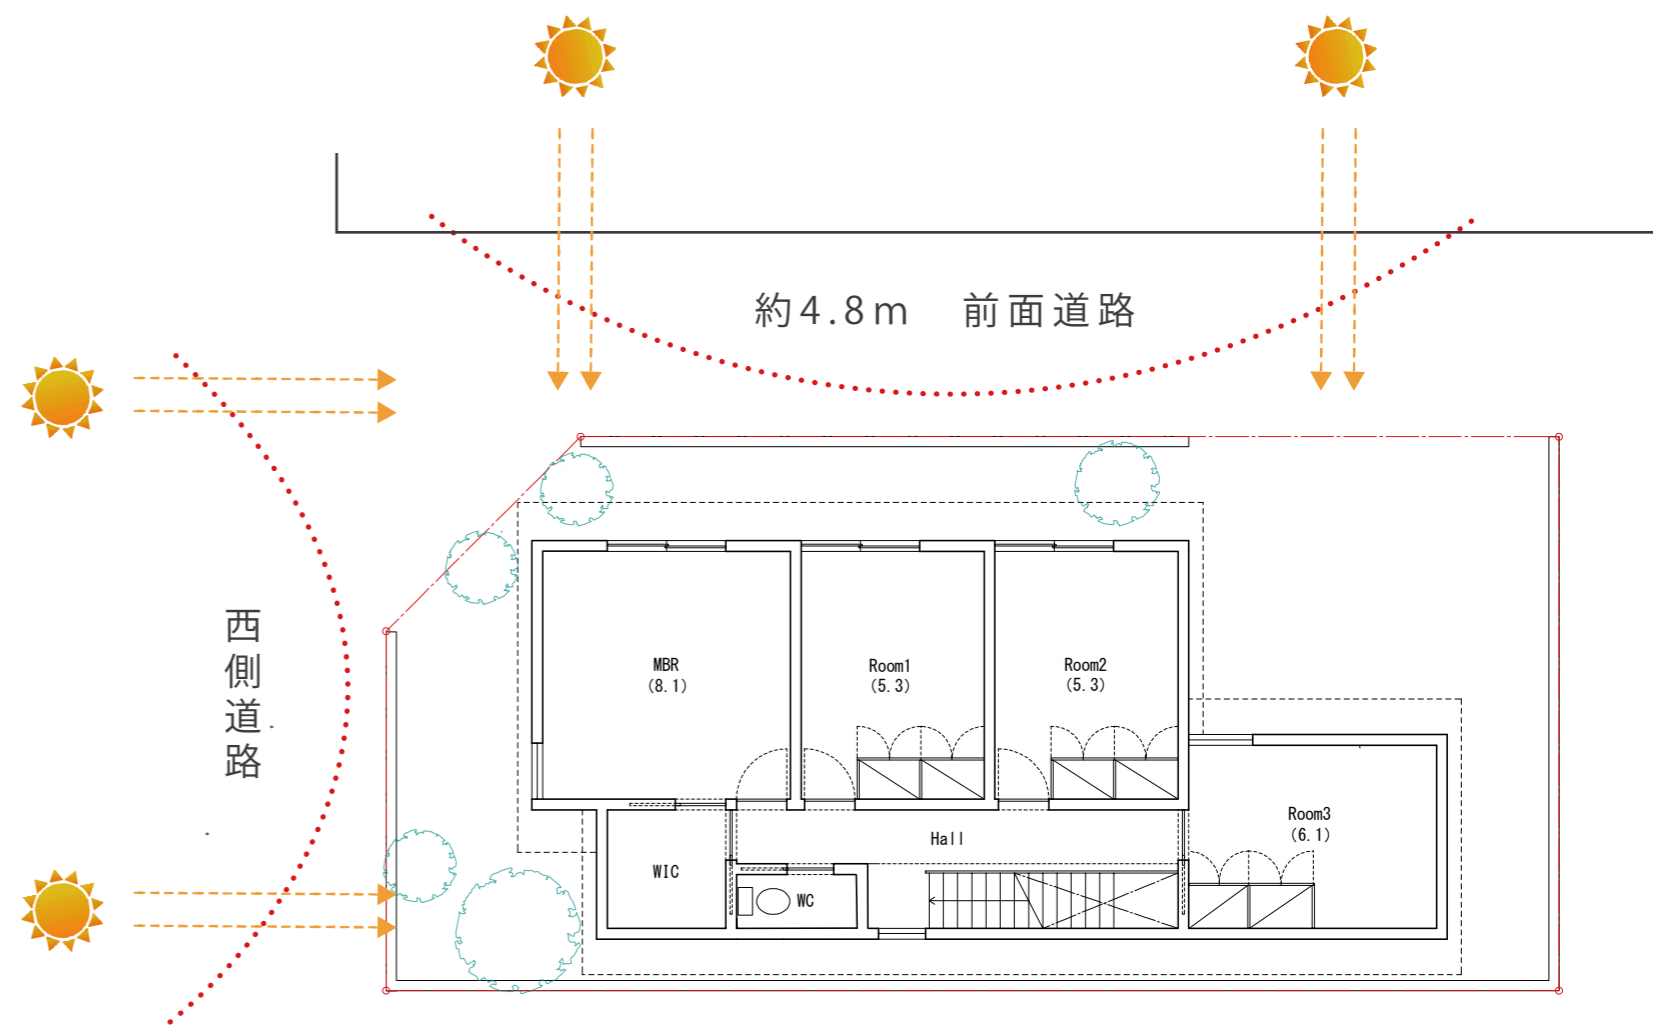 約4.8m　前面道路
西側道路
MBR
(8.1)
Room1
(5.3)
Room2
(5.3)
Room3
(6.1)
Hall
WIC
WC